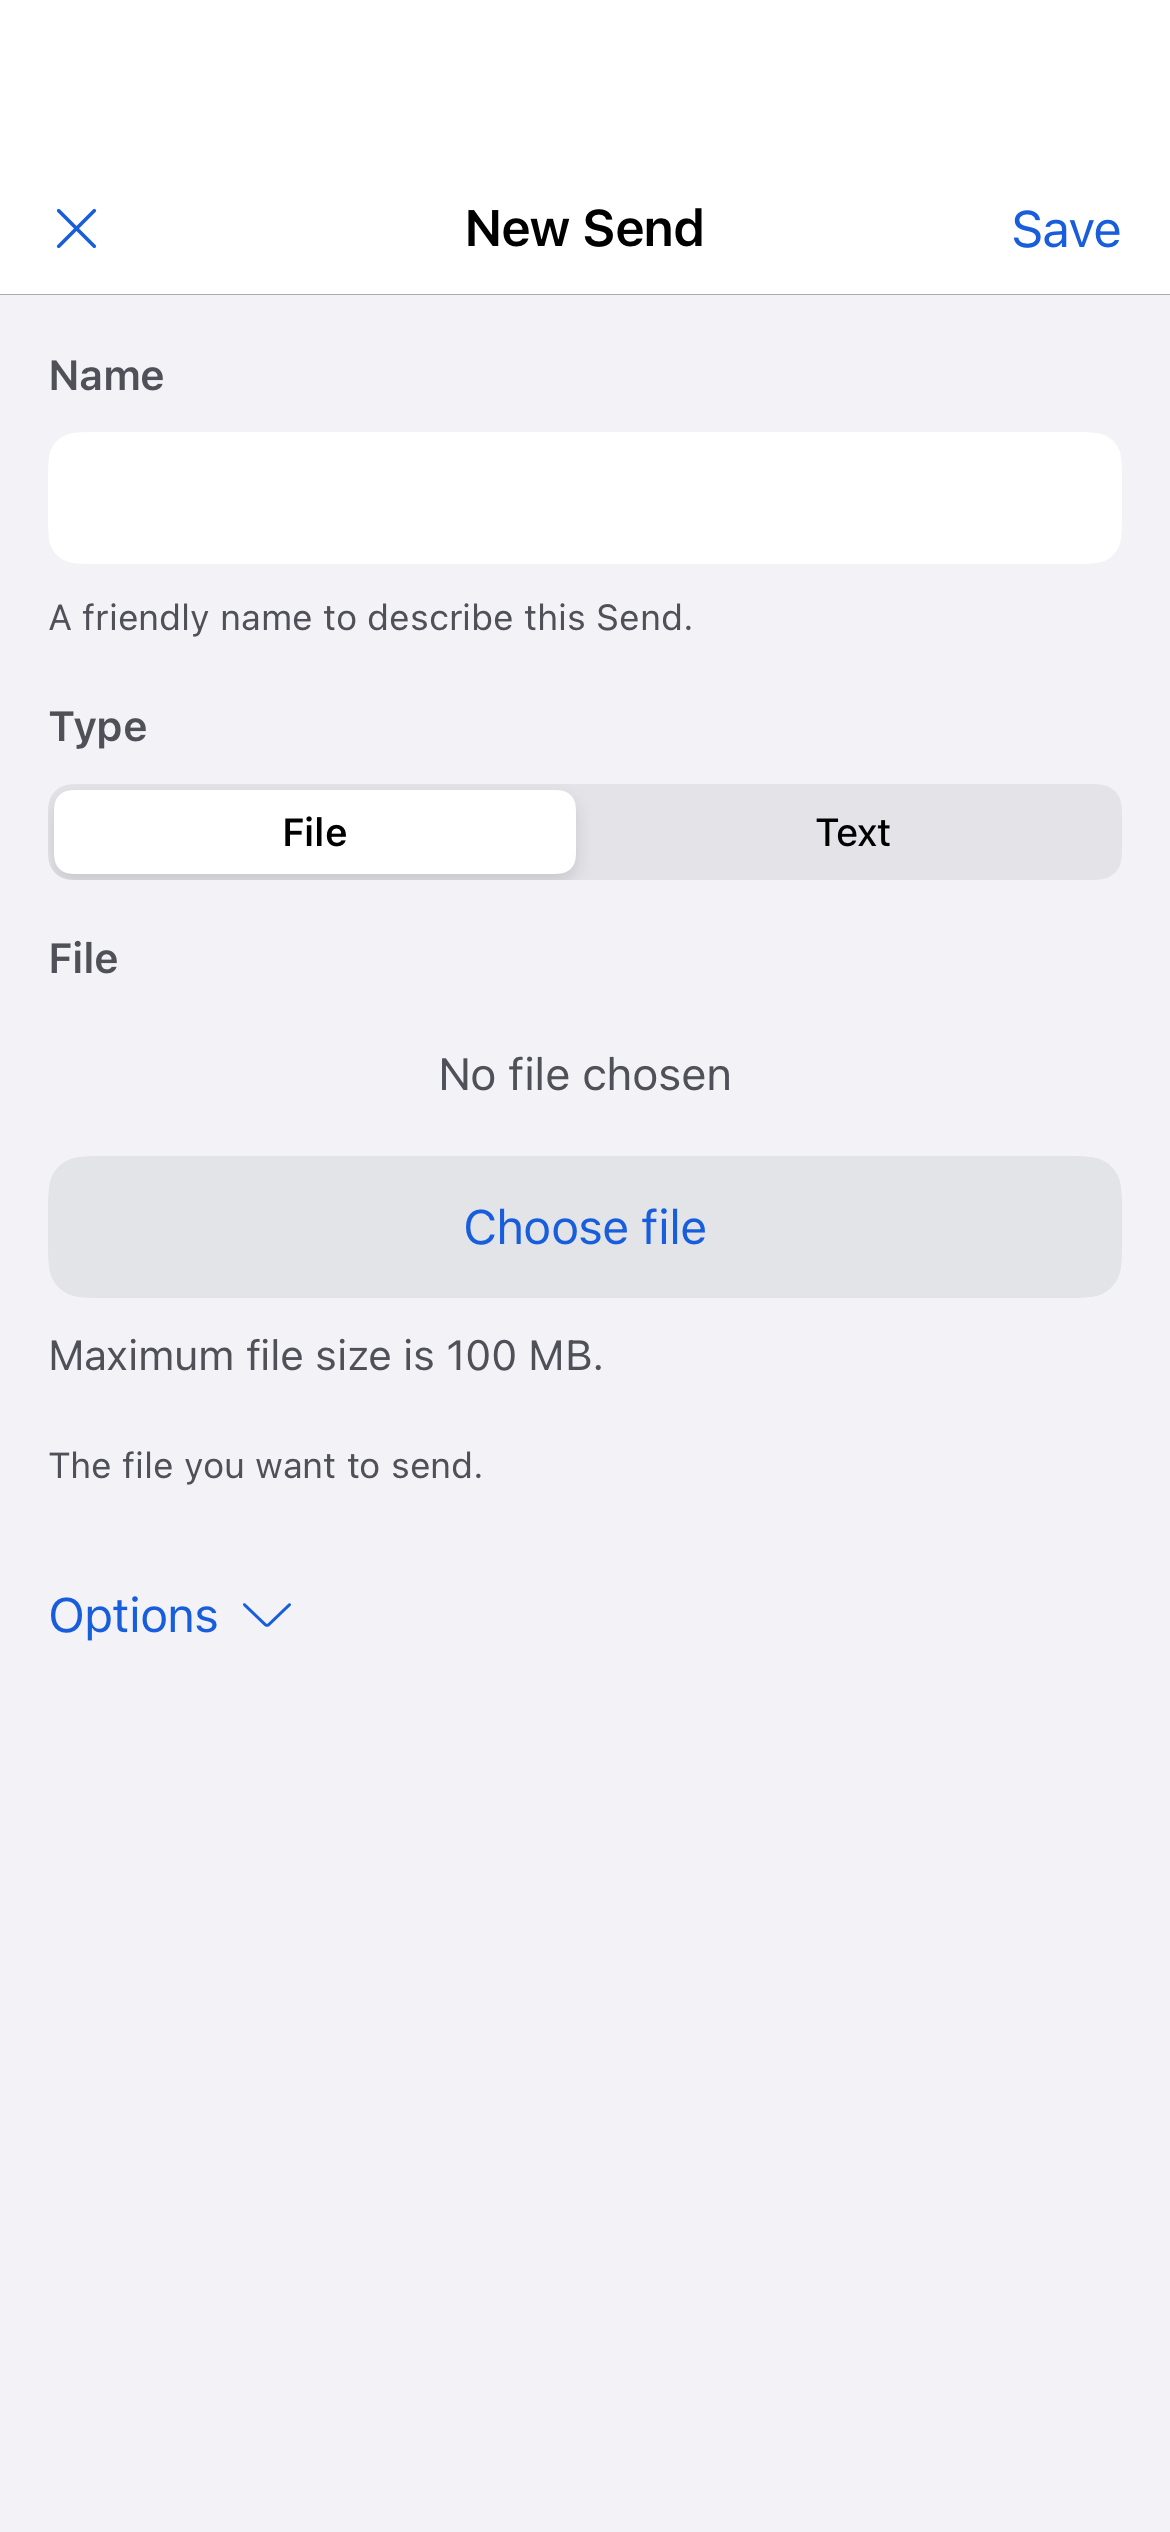 New Send
Save
Name
A friendly name to describe this Send.
Type
File
Text
File
No file chosen
Choose file
Maximum file size is 100 MB.
The file you want to send.
Options